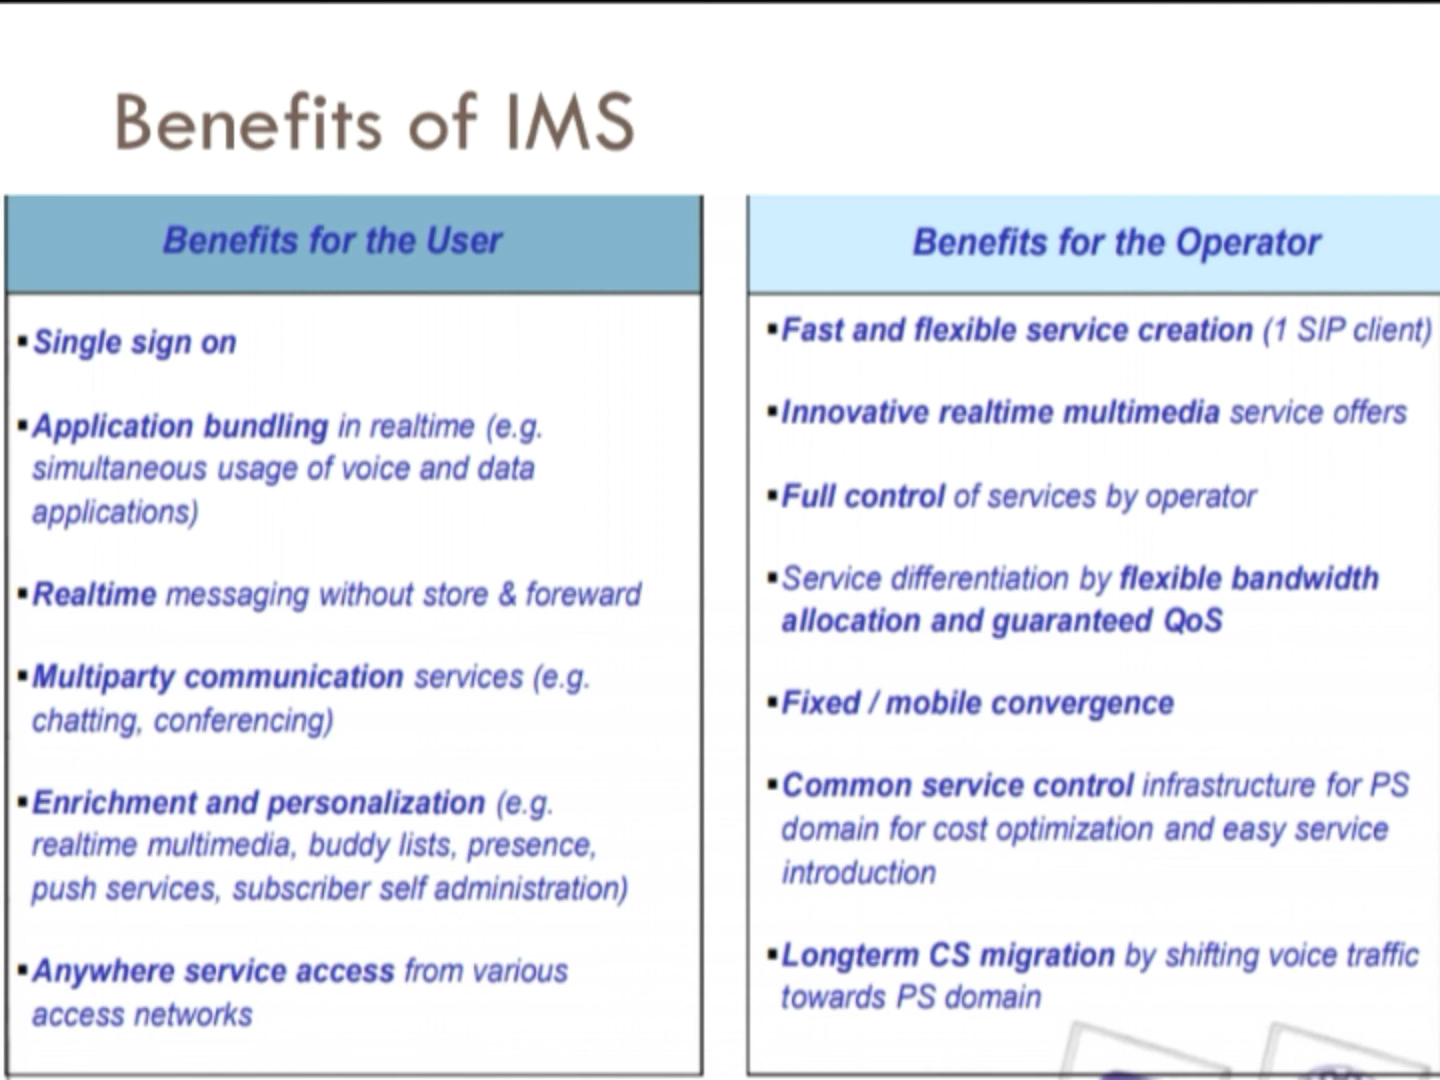 Benefits of IMS
Benefits for the User
▪Single sign on
▪Application bundling in realtime (e.g.
simultaneous usage of voice and data
applications)
▪Realtime messaging without store & foreward
▪Multiparty communication services (e.g.
chatting, conferencing)
▪Enrichment and personalization (e.g.
realtime multimedia, buddy lists, presence,
push services, subscriber self administration)
▪Anywhere service access from various
access networks
Benefits for the Operator
▪Fast and flexible service creation (1 SIP client)
▪Innovative realtime multimedia service offers
▪Full control of services by operator
▪Service differentiation by flexible bandwidth
allocation and guaranteed QoS
▪Fixed / mobile convergence
▪Common service control infrastructure for PS
domain for cost optimization and easy service
introduction
▪Longterm CS migration by shifting voice traffic
towards PS domain